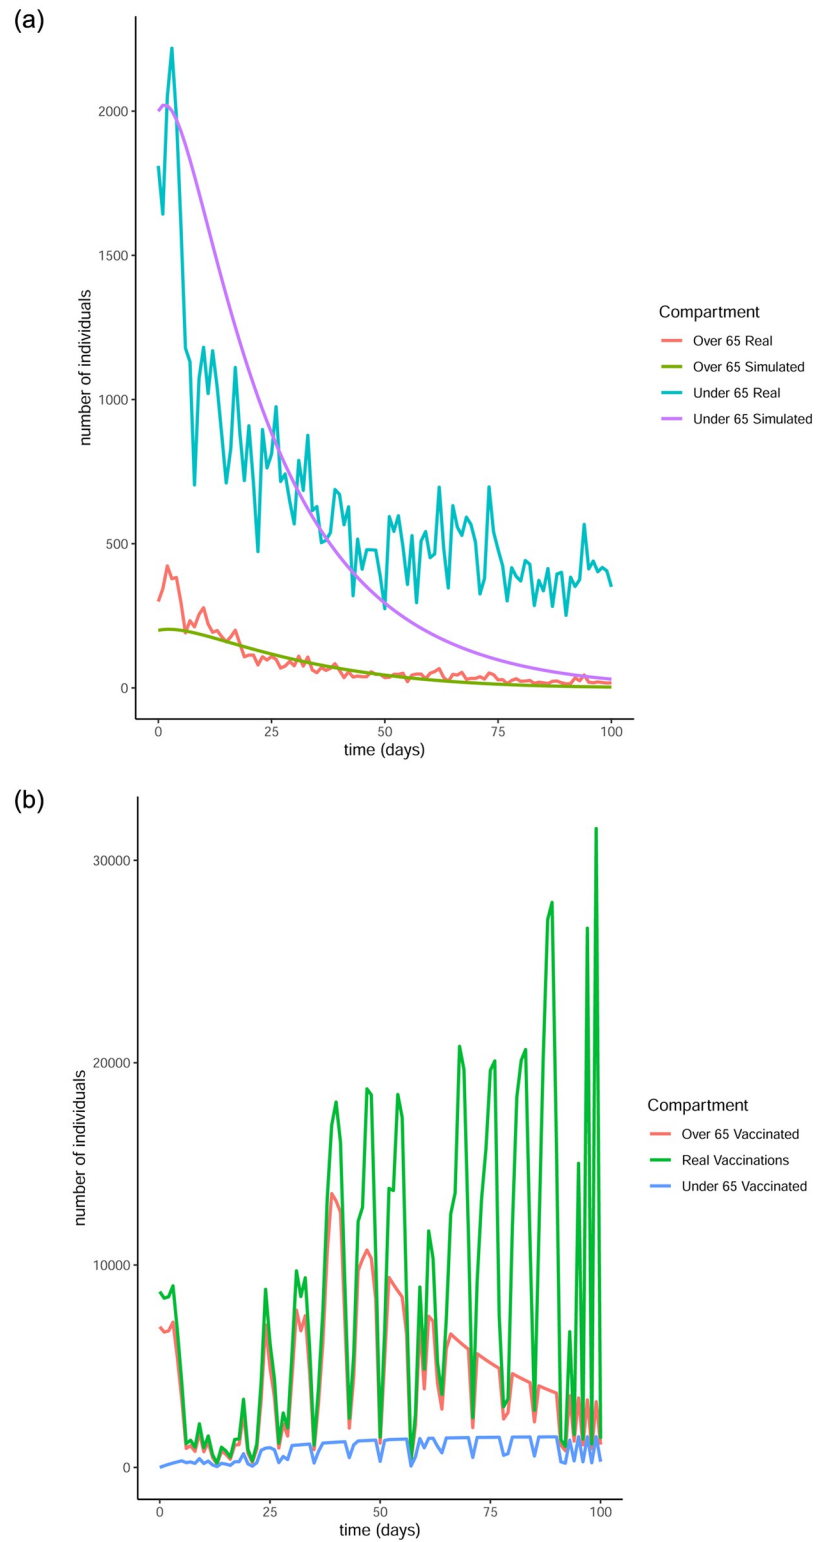 (a)
2000
1500
1000
500
0
number of individuals
0 25 50 75 100
time (days)
Compartment
Over 65 Real
Over 65 Simulated
Under 65 Real
Under 65 Simulated
(b)
30000
20000
10000
0
number of individuals
0 25 50 75 100
time (days)
Compartment
Over 65 Vaccinated
Real Vaccinations
Under 65 Vaccinated